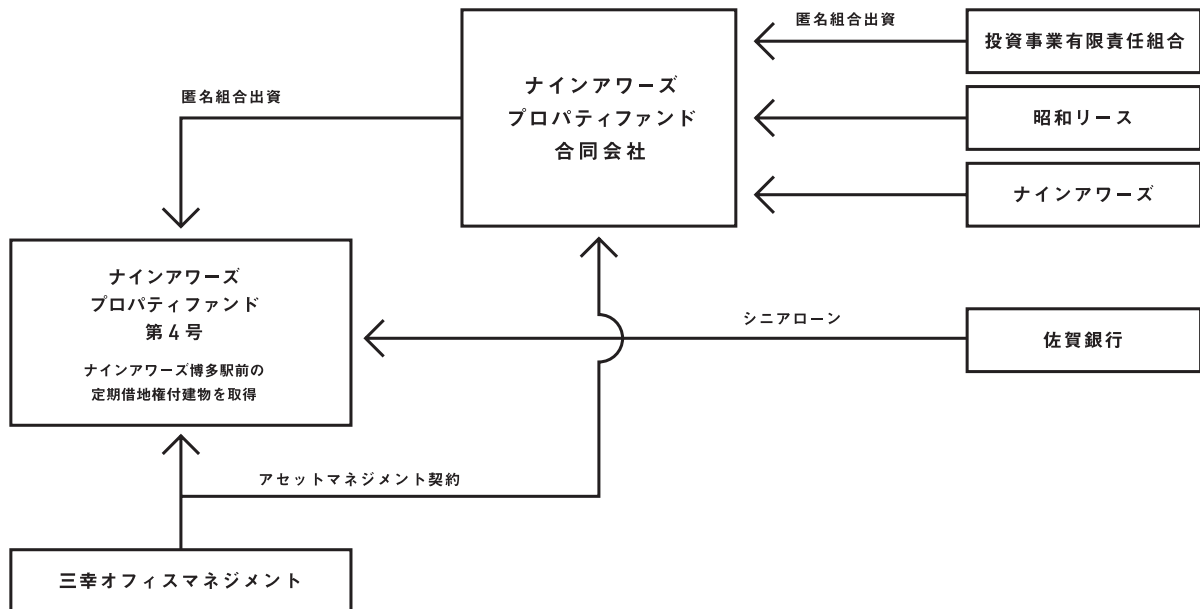 匿名組合出資
投資事業有限責任組合
ナインアワーズ
プロパティファンド
合同会社
匿名組合出資
昭和リース
ナインアワーズ
ナインアワーズ
プロパティファンド
第4号
ナインアワーズ博多駅前の
定期借地権付建物を取得
シニアローン
佐賀銀行
アセットマネジメント契約
三幸オフィスマネジメント